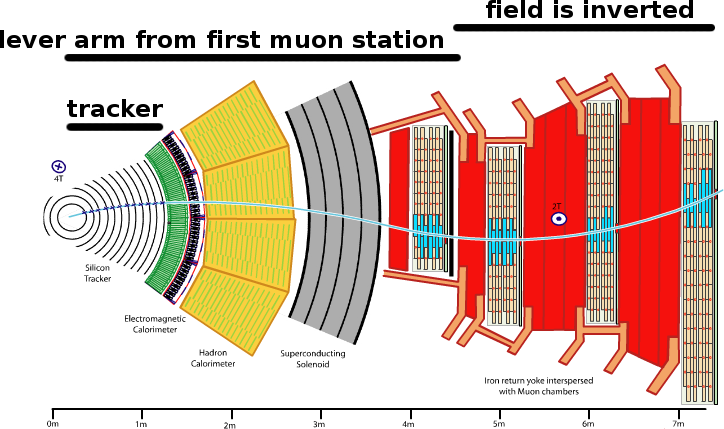 field is inverted
lever arm from first muon station
tracker
4T
2T
Silicon
Tracker
Electromagnetic
Calorimeter
Hadron
Calorimeter
Superconducting
Solenoid
Iron return yoke interspersed
with Muon chambers
0m 1m 2m 3m 4m 5m 6m 7m